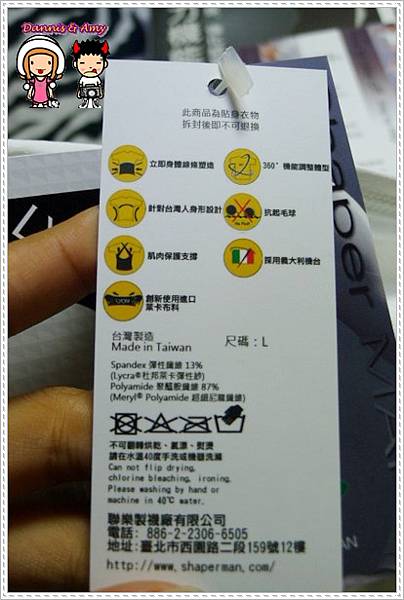 Dannis & Amy
此商品為貼身衣物
拆封後即不可退換
立即身體線條塑造
360°機能調整體型
針對台灣人身形設計
抗起毛球
No Pill
肌肉保護支撐
採用義大利機台
LYCRA
創新使用進口
萊卡布料
台灣製造
Made in Taiwan
尺碼：L
Spandex 彈性纖維 13%
(Lycra®杜邦萊卡彈性紗)
Polyamide 聚醯胺纖維 87%
(Meryl® Polyamide 超細尼龍纖維)
不可翻轉烘乾、氯漂、熨燙
請在水溫40度手洗或機器洗滌
Can not flip drying,
chlorine bleaching, ironing.
Please washing by hand or
machine in 40℃ water.
聯樂製襪廠有限公司
電話: 886-2-2306-6505
地址:臺北市西園路二段159號12樓
http://www.shaperman.com/
shaper MAN